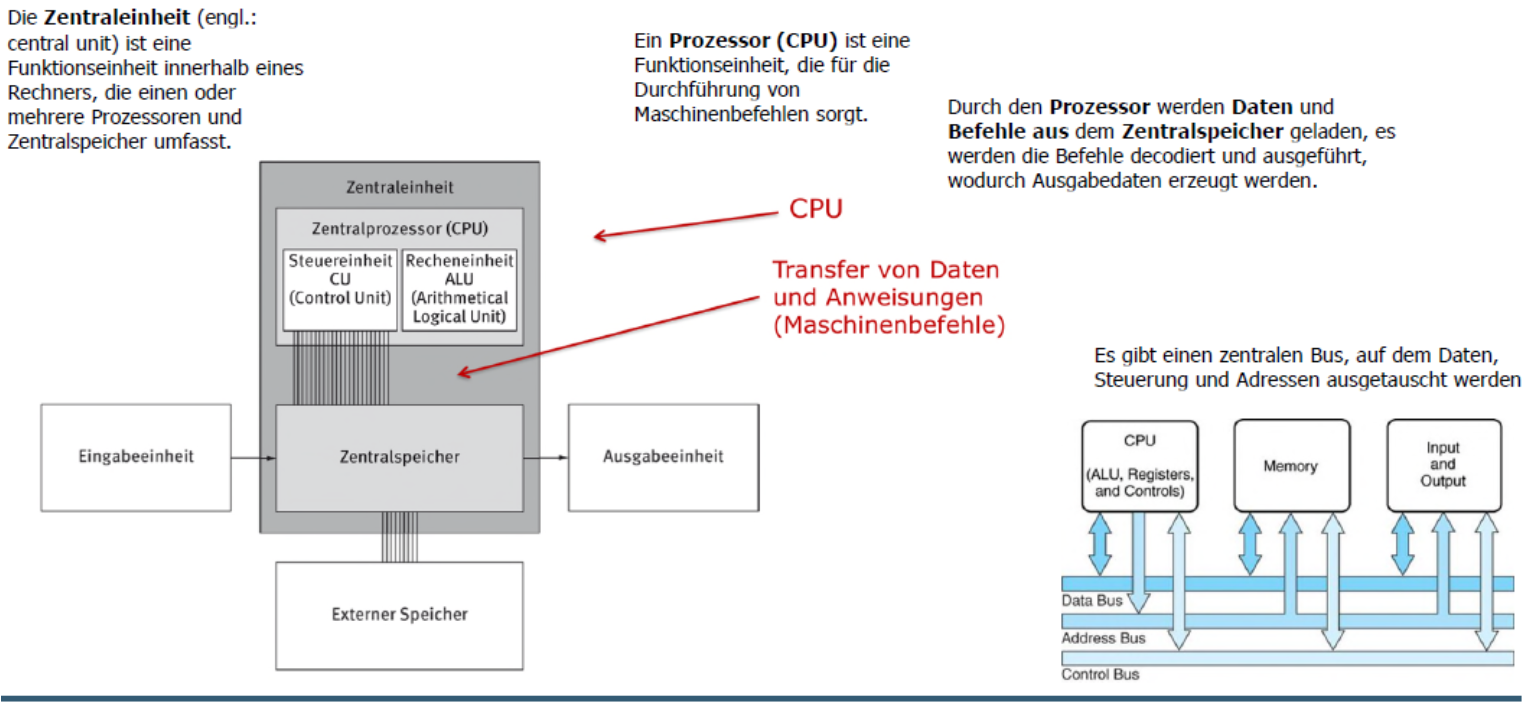 Die Zentraleinheit (engl.:
central unit) ist eine
Funktionseinheit innerhalb eines
Rechners, die einen oder
mehrere Prozessoren und
Zentralspeicher umfasst.
Ein Prozessor (CPU) ist eine
Funktionseinheit, die für die
Durchführung von
Maschinenbefehlen sorgt.
Durch den Prozessor werden Daten und
Befehle aus dem Zentralspeicher geladen, es
werden die Befehle decodiert und ausgeführt,
wodurch Ausgabedaten erzeugt werden.
Zentraleinheit
Zentralprozessor (CPU)
Steuereinheit
CU
(Control Unit)
Recheneinheit
ALU
(Arithmetical
Logical Unit)
CPU
Transfer von Daten
und Anweisungen
(Maschinenbefehle)
Eingabeeinheit
Zentralspeicher
Ausgabeeinheit
Externer Speicher
Es gibt einen zentralen Bus, auf dem Daten,
Steuerung und Adressen ausgetauscht werden
CPU
(ALU, Registers,
and Controls)
Memory
Input
and
Output
Data Bus
Address Bus
Control Bus